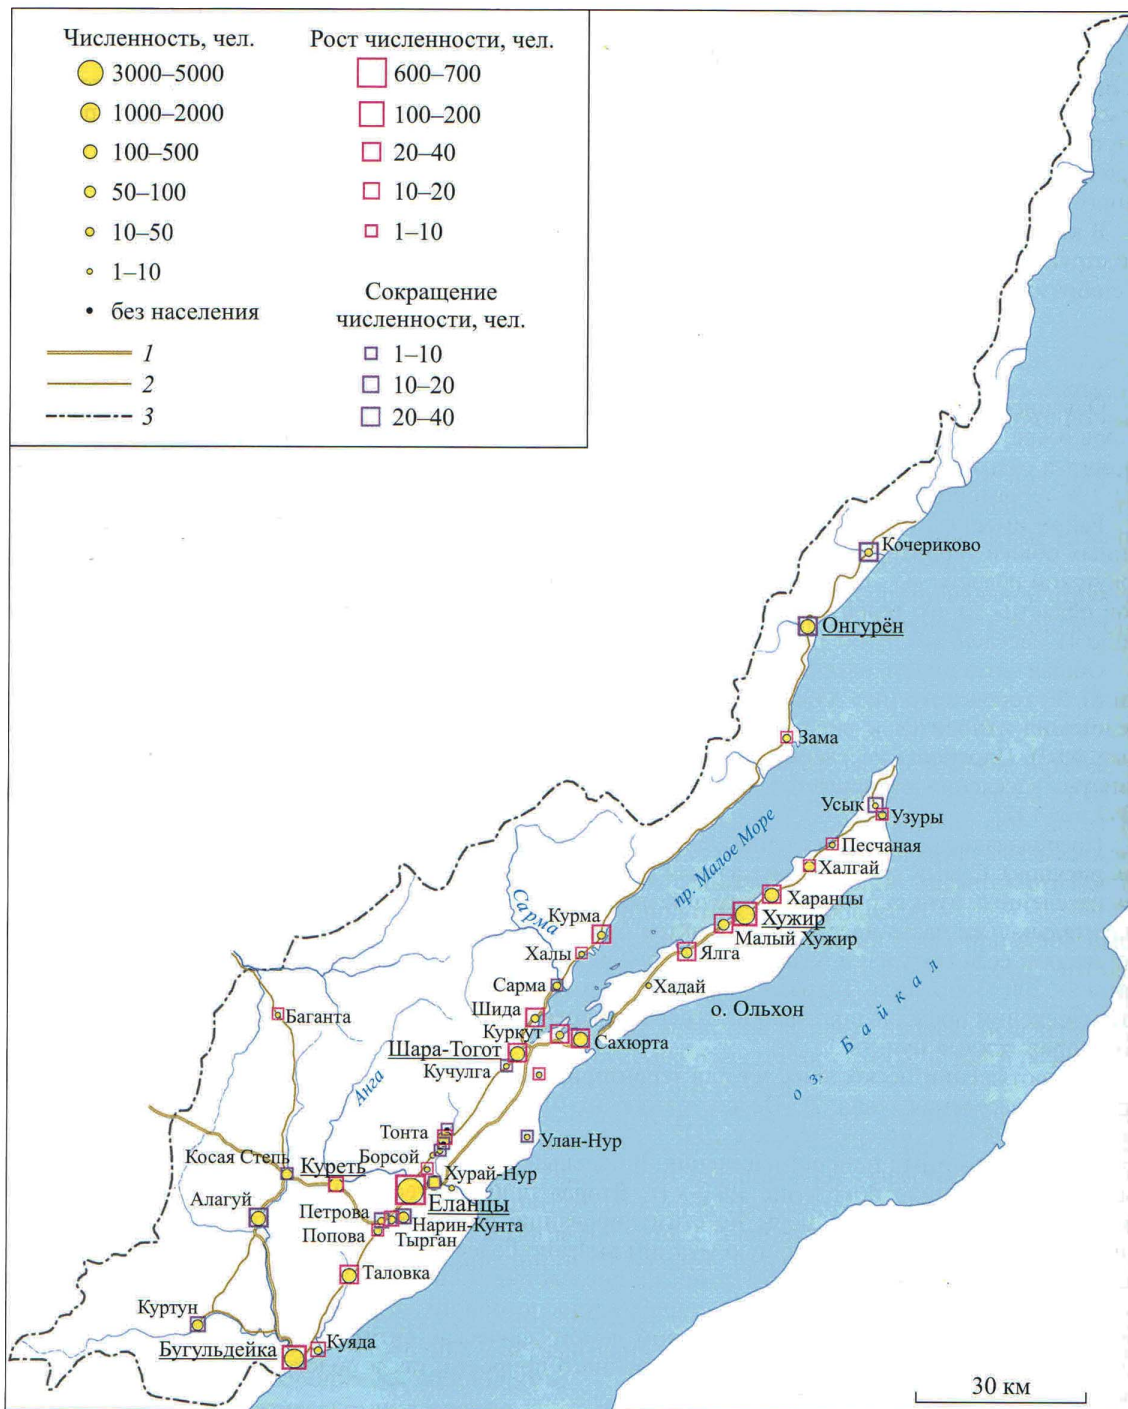 Численность, чел.
3000–5000
1000–2000
100–500
50–100
10–50
1–10
без населения
1
2
3
Рост численности, чел.
600–700
100–200
20–40
10–20
1–10
Сокращение
численности, чел.
1–10
10–20
20–40
Кочериково
Онгурён
Зама
Усык
Узуры
Песчаная
Халгай
Харанцы
Хужир
Малый Хужир
Ялга
Хадай
о. Ольхон
пр. Малое Море
оз. Байкал
Сарма
Курма
Халы
Сарма
Шида
Куркут
Сахюрта
Шара-Тогот
Кучулга
Баганта
Анга
Тонта
Улан-Нур
Борсой
Хурай-Нур
Косая Степь
Куреть
Еланцы
Алагуй
Петрова
Нарин-Кунта
Попова
Тырган
Таловка
Куртун
Куяда
Бугульдейка
30 км